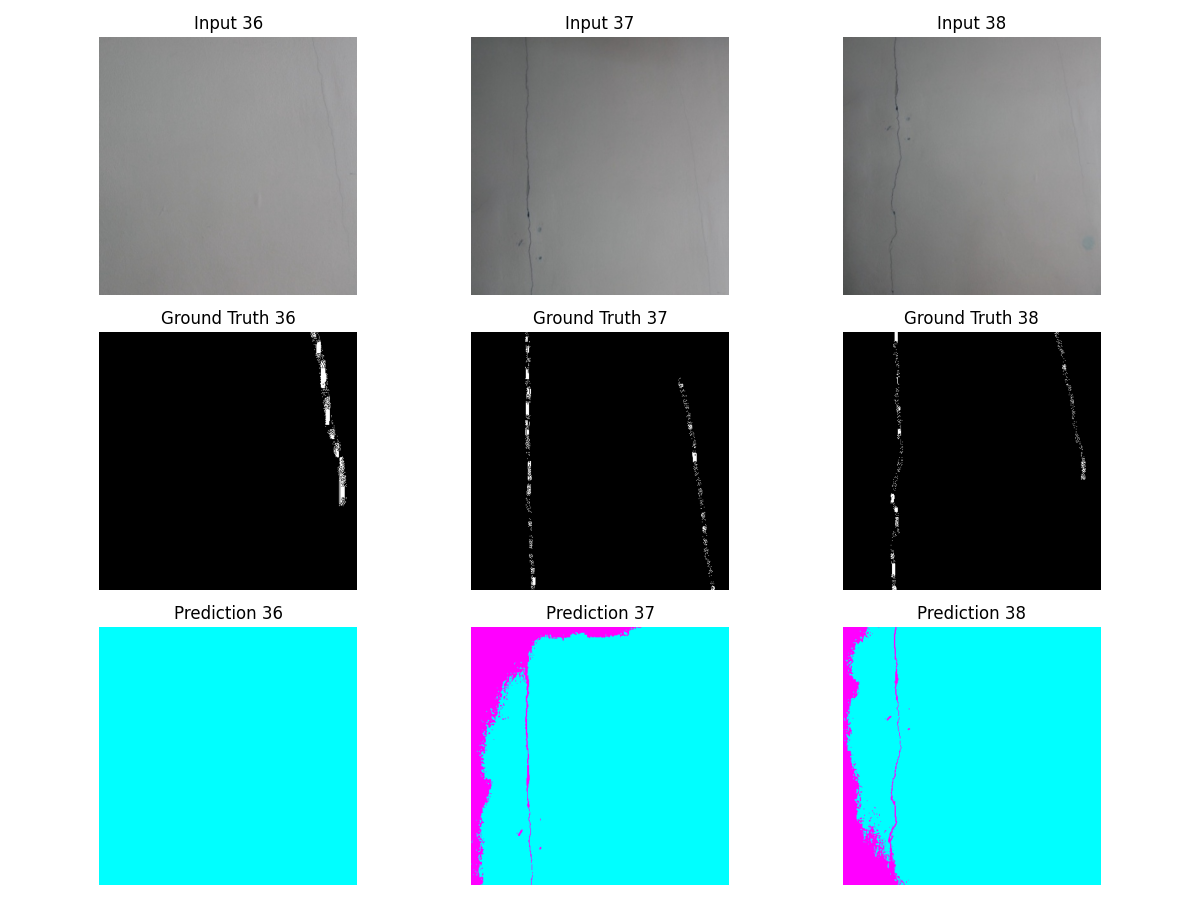 Input 36
Input 37
Input 38
Ground Truth 36
Ground Truth 37
Ground Truth 38
Prediction 36
Prediction 37
Prediction 38